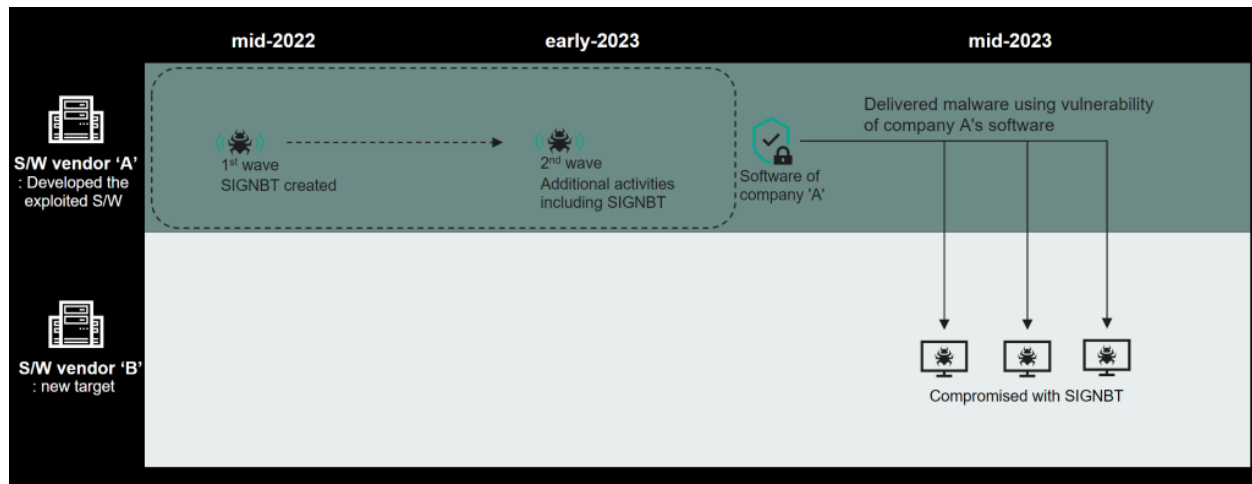 mid-2022
early-2023
mid-2023
S/W vendor ‘A’
: Developed the
exploited S/W
1st wave
SIGNBT created
2nd wave
Additional activities
including SIGNBT
Software of
company 'A'
Delivered malware using vulnerability
of company A's software
S/W vendor ‘B’
: new target
Compromised with SIGNBT